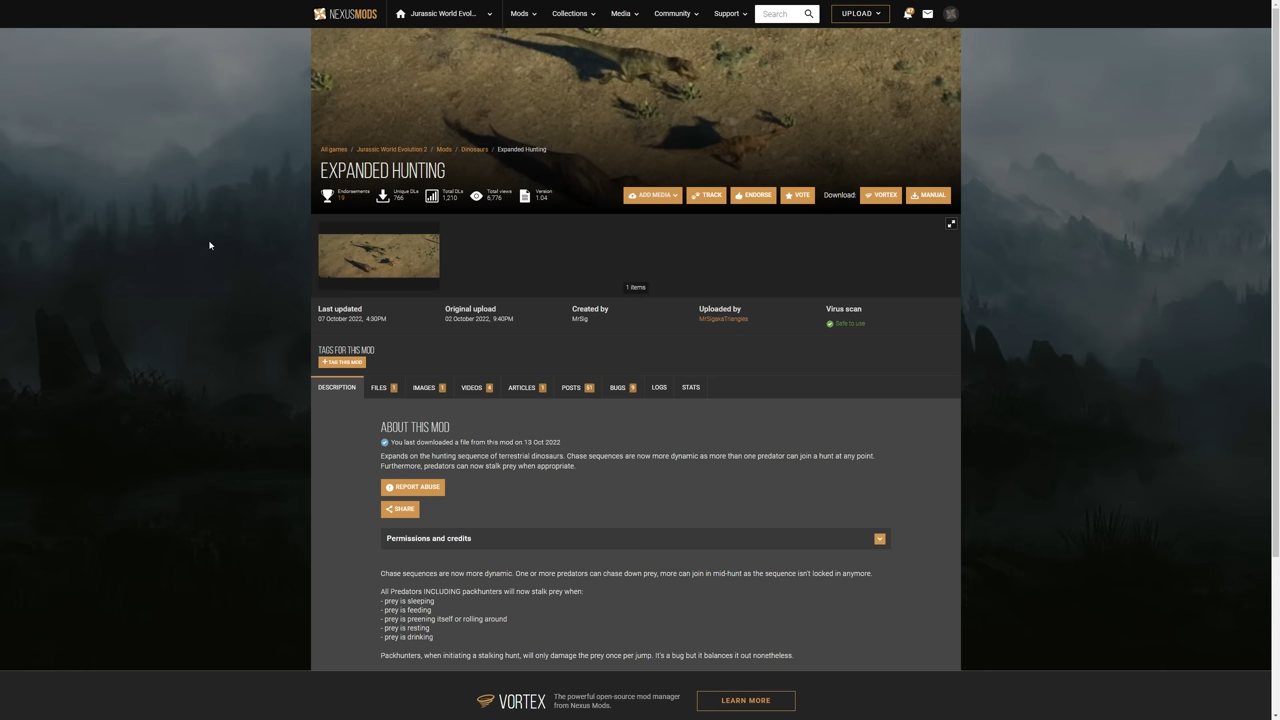 NEXUSMODS
Jurassic World Evol...
Mods
Collections
Media
Community
Support
Search
UPLOAD
47
All games / Jurassic World Evolution 2 / Mods / Dinosaurs / Expanded Hunting
EXPANDED HUNTING
Endorsements
19
Unique DLs
766
Total DLs
1,210
Total views
6,776
Version
1.04
ADD MEDIA
TRACK
ENDORSE
VOTE
Download:
VORTEX
MANUAL
1 items
Last updated
07 October 2022, 4:30PM
Original upload
02 October 2022, 9:40PM
Created by
MrSig
Uploaded by
MrSigakaTriangles
Virus scan
Safe to use
TAGS FOR THIS MOD
+ TAG THIS MOD
DESCRIPTION
FILES 1
IMAGES 1
VIDEOS 4
ARTICLES 1
POSTS 51
BUGS 9
LOGS
STATS
ABOUT THIS MOD
You last downloaded a file from this mod on 13 Oct 2022
Expands on the hunting sequence of terrestrial dinosaurs. Chase sequences are now more dynamic as more than one predator can join a hunt at any point.
Furthermore, predators can now stalk prey when appropriate.
REPORT ABUSE
SHARE
Permissions and credits
Chase sequences are now more dynamic. One or more predators can chase down prey, more can join in mid-hunt as the sequence isn't locked in anymore.
All Predators INCLUDING packhunters will now stalk prey when:
- prey is sleeping
- prey is feeding
- prey is preening itself or rolling around
- prey is resting
- prey is drinking
Packhunters, when initiating a stalking hunt, will only damage the prey once per jump. It's a bug but it balances it out nonetheless.
VORTEX
The powerful open-source mod manager
from Nexus Mods.
LEARN MORE